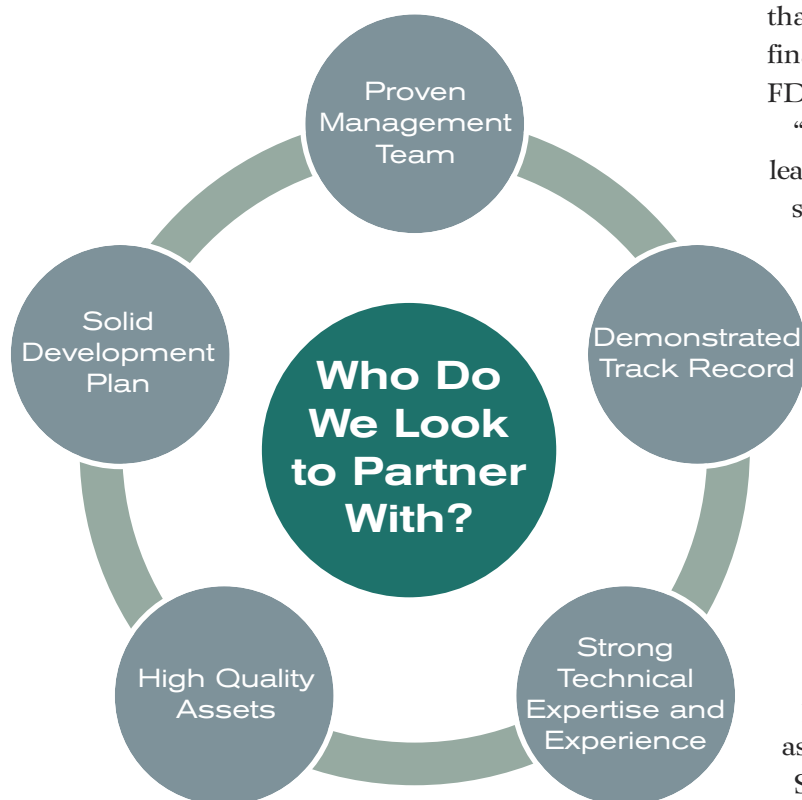 Proven
Management
Team
Solid
Development
Plan
Demonstrated
Track Record
Who Do
We Look
to Partner
With?
High Quality
Assets
Strong
Technical
Expertise and
Experience